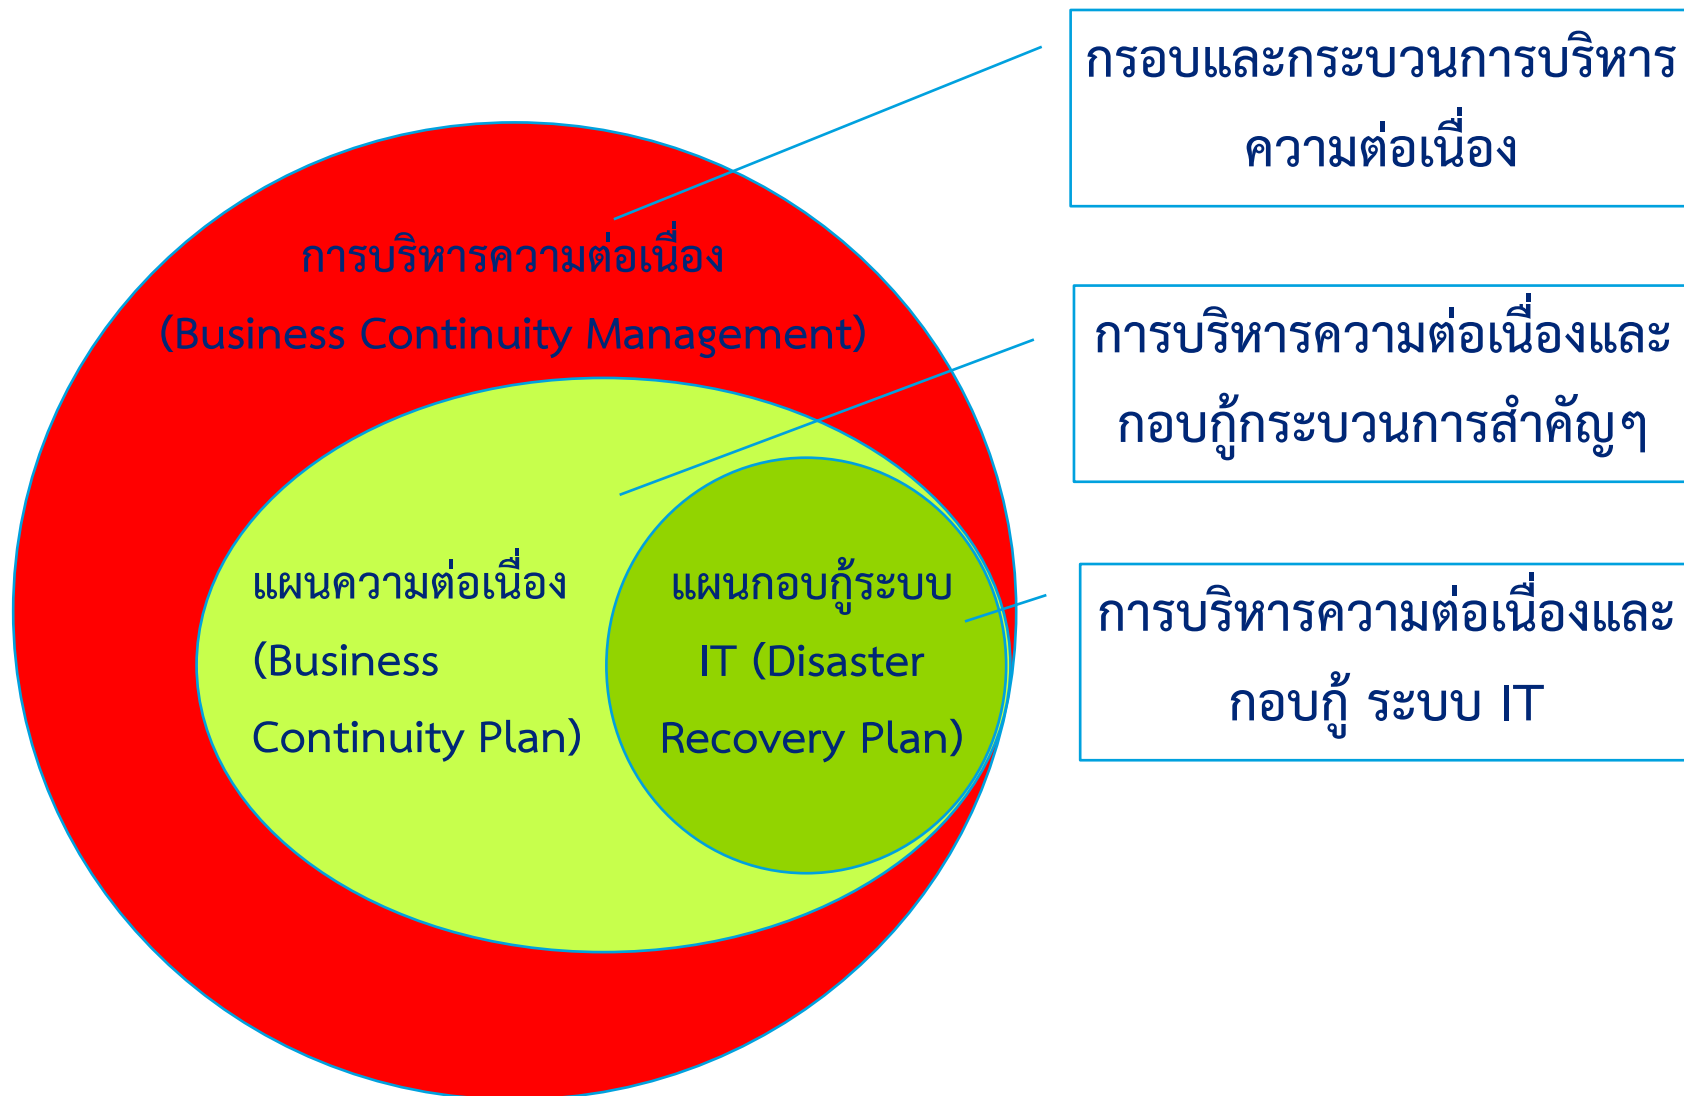 กรอบและกระบวนการบริหาร
ความต่อเนื่อง
การบริหารความต่อเนื่อง
(Business Continuity Management)
การบริหารความต่อเนื่องและ
กอบกู้กระบวนการสำคัญๆ
แผนความต่อเนื่อง
(Business
Continuity Plan)
แผนกอบกู้ระบบ
IT (Disaster
Recovery Plan)
การบริหารความต่อเนื่องและ
กอบกู้ ระบบ IT